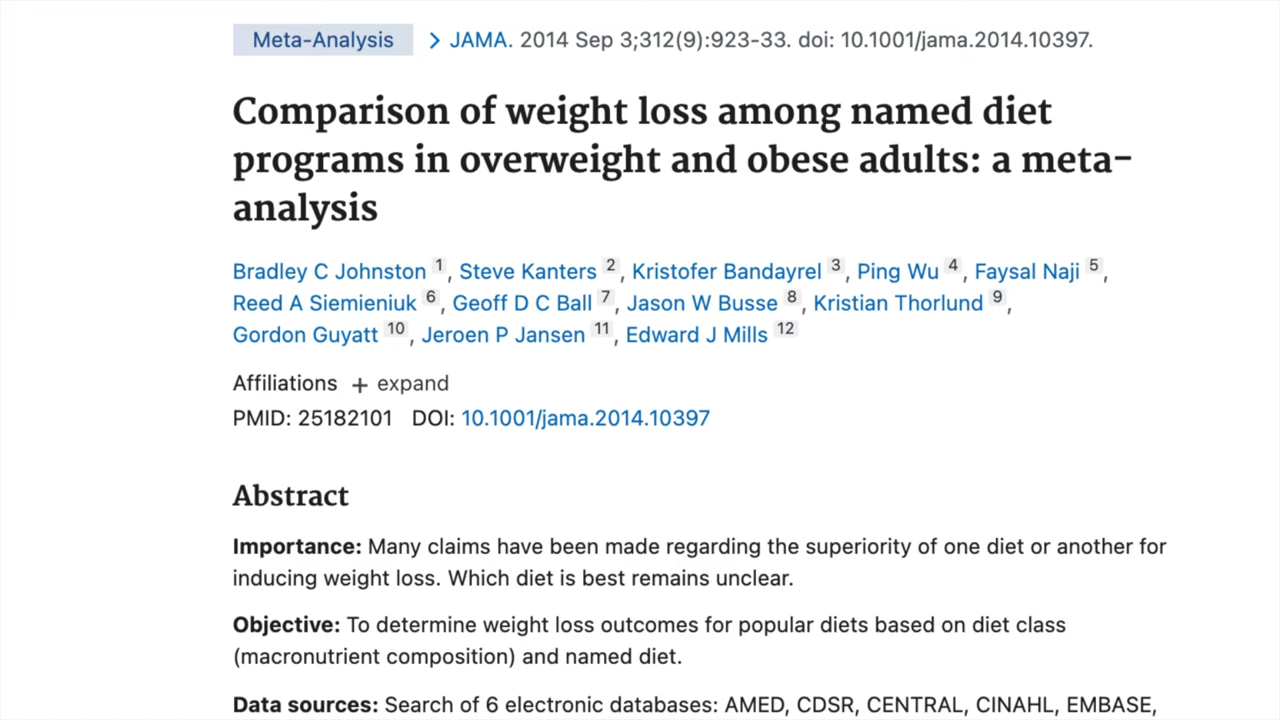 Meta-Analysis > JAMA. 2014 Sep 3;312(9):923-33. doi: 10.1001/jama.2014.10397.
Comparison of weight loss among named diet
programs in overweight and obese adults: a meta-
analysis
Bradley C Johnston 1, Steve Kanters 2, Kristofer Bandayrel 3, Ping Wu 4, Faysal Naji 5,
Reed A Siemieniuk 6, Geoff D C Ball 7, Jason W Busse 8, Kristian Thorlund 9,
Gordon Guyatt 10, Jeroen P Jansen 11, Edward J Mills 12
Affiliations + expand
PMID: 25182101 DOI: 10.1001/jama.2014.10397
Abstract
Importance: Many claims have been made regarding the superiority of one diet or another for
inducing weight loss. Which diet is best remains unclear.
Objective: To determine weight loss outcomes for popular diets based on diet class
(macronutrient composition) and named diet.
Data sources: Search of 6 electronic databases: AMED, CDSR, CENTRAL, CINAHL, EMBASE,